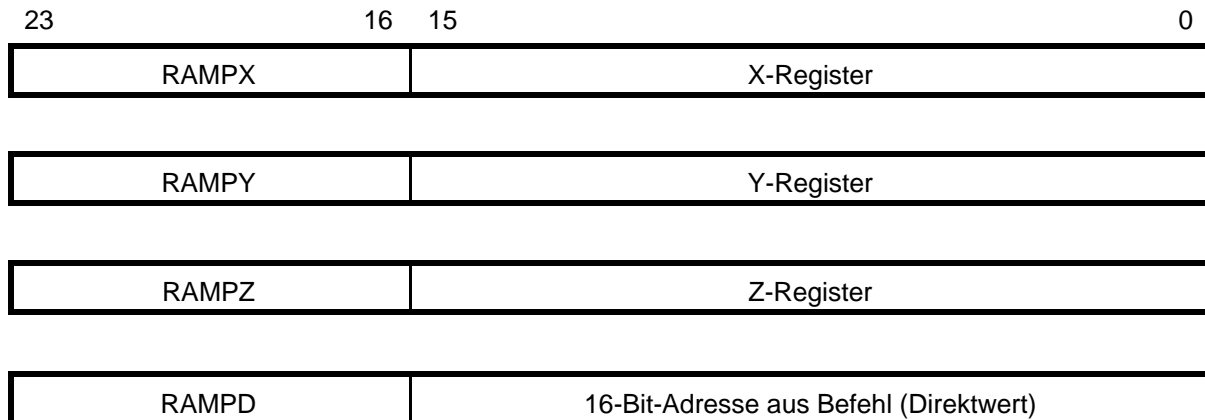 23 16 15 0
RAMPX X-Register
RAMPY Y-Register
RAMPZ Z-Register
RAMPD 16-Bit-Adresse aus Befehl (Direktwert)